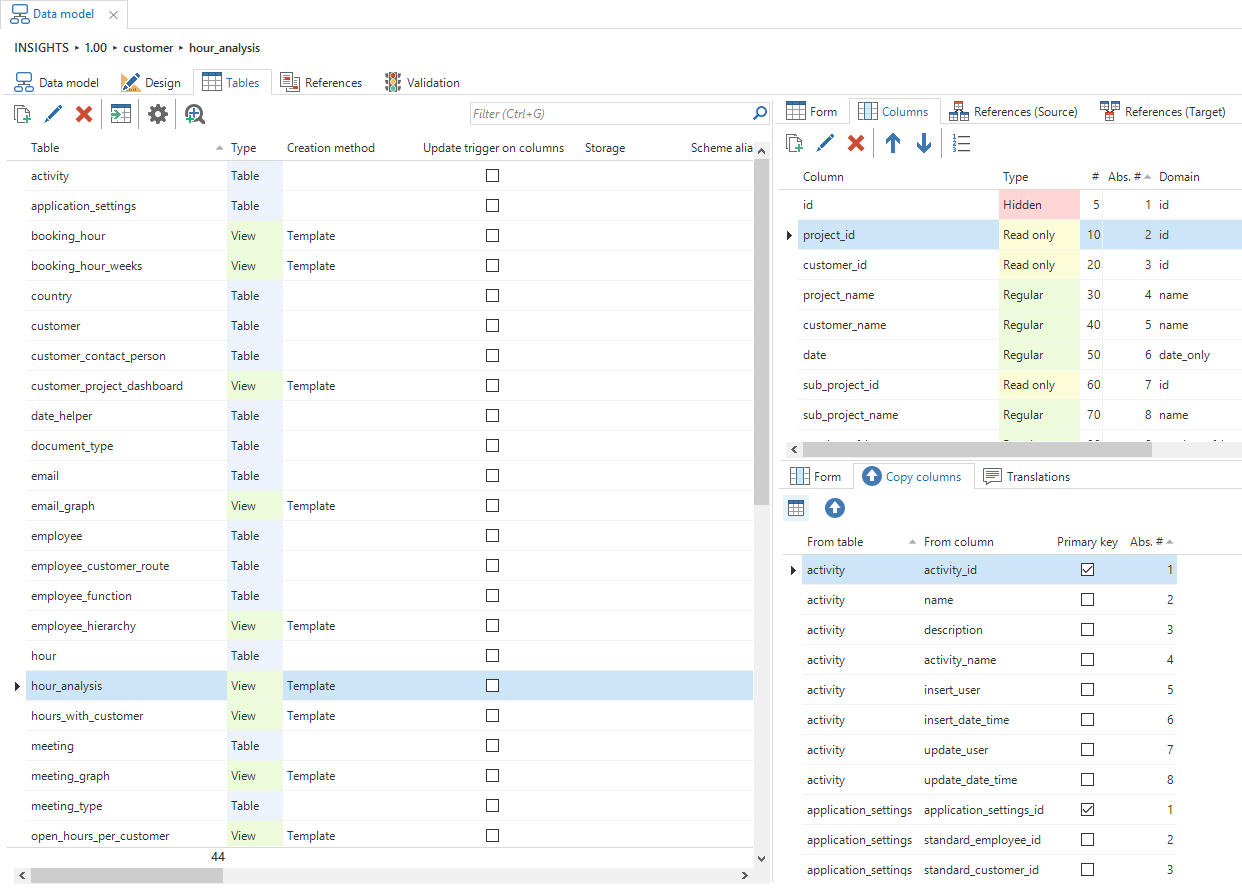 Data model
INSIGHTS ▸ 1.00 ▸ customer ▸ hour_analysis
Data model Design Tables References Validation
Filter (Ctrl+G)
Table Type Creation method Update trigger on columns Storage Scheme alia
activity Table
application_settings Table
booking_hour View Template
booking_hour_weeks View Template
country Table
customer Table
customer_contact_person Table
customer_project_dashboard View Template
date_helper Table
document_type Table
email Table
email_graph View Template
employee Table
employee_customer_route Table
employee_function Table
employee_hierarchy View Template
hour Table
hour_analysis View Template
hours_with_customer View Template
meeting Table
meeting_graph View Template
meeting_type Table
open_hours_per_customer View Template
44
Form Columns References (Source) References (Target)
Column Type # Abs. # Domain
id Hidden 5 1 id
project_id Read only 10 2 id
customer_id Read only 20 3 id
project_name Regular 30 4 name
customer_name Regular 40 5 name
date Regular 50 6 date_only
sub_project_id Read only 60 7 id
sub_project_name Regular 70 8 name
Form Copy columns Translations
From table From column Primary key Abs. #
activity activity_id 1
activity name 2
activity description 3
activity activity_name 4
activity insert_user 5
activity insert_date_time 6
activity update_user 7
activity update_date_time 8
application_settings application_settings_id 1
application_settings standard_employee_id 2
application_settings standard_customer_id 3